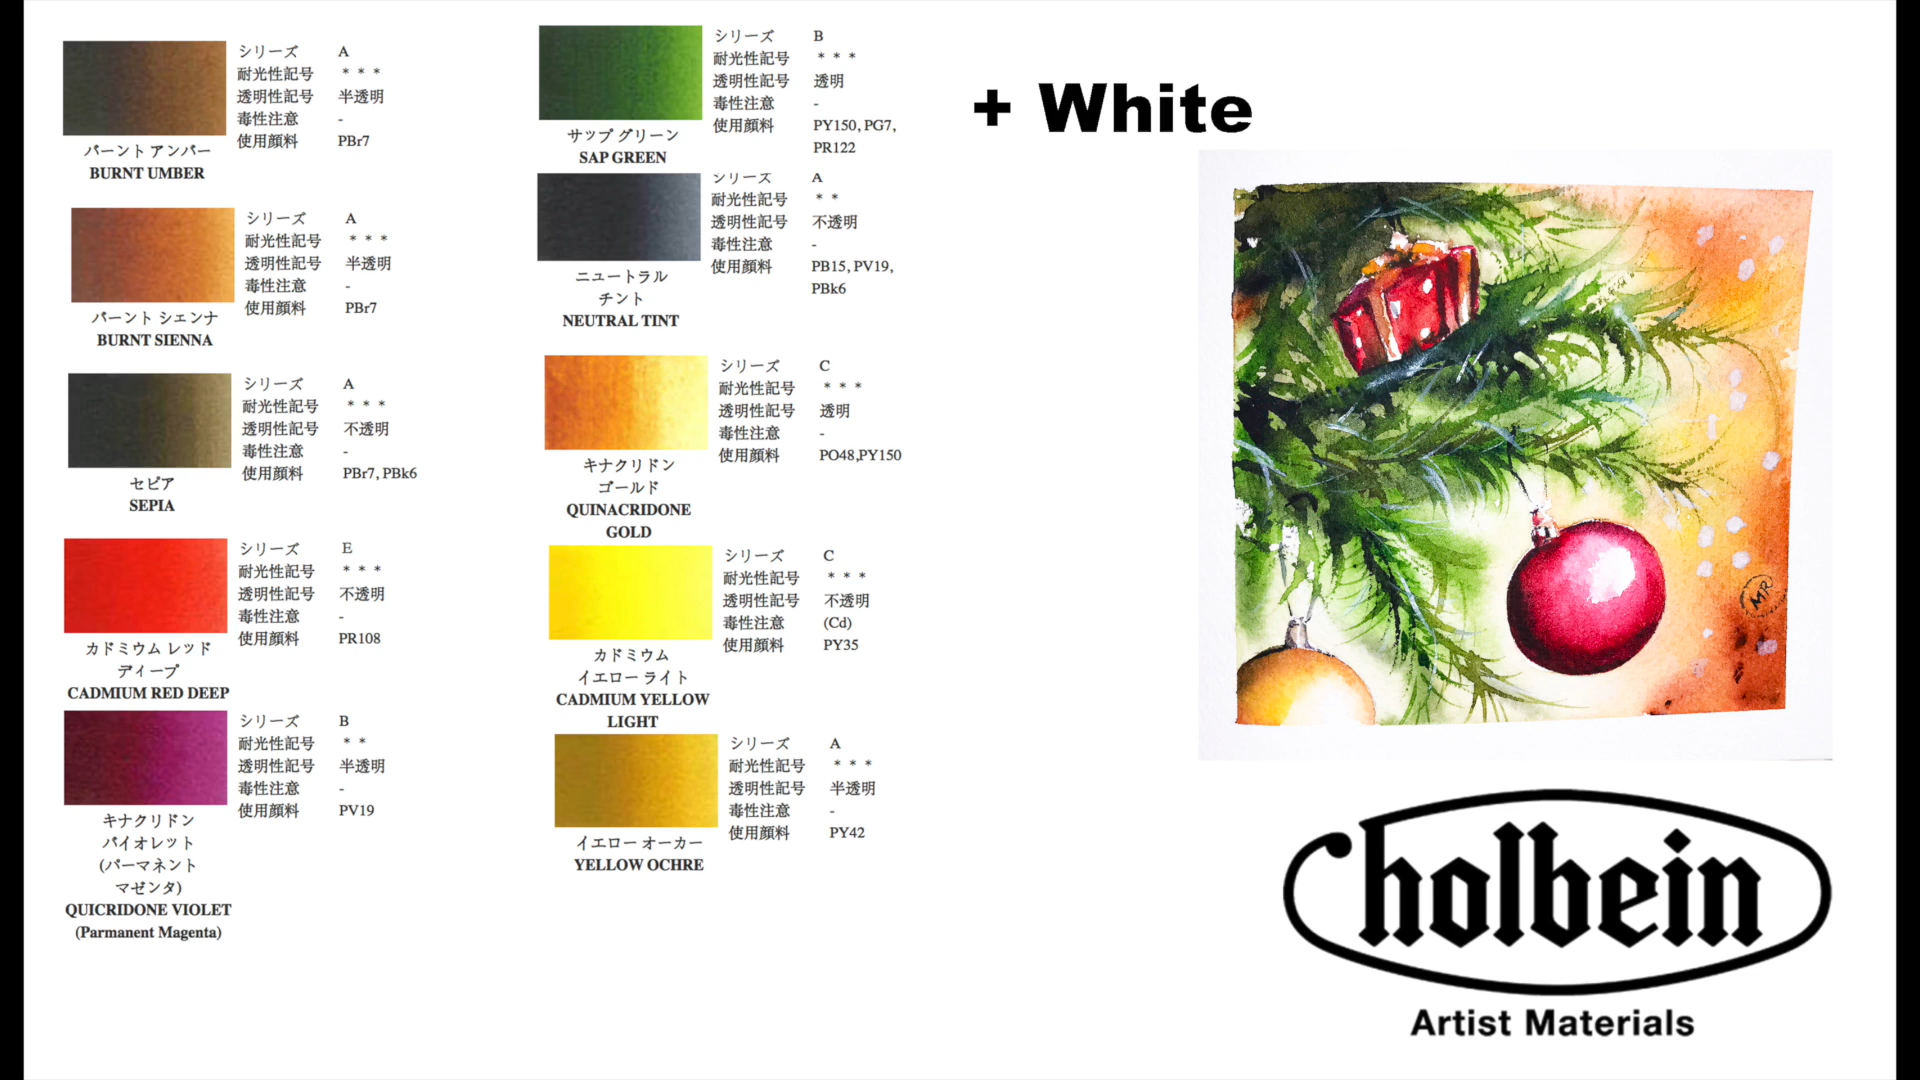 シリーズ A
耐光性記号 * * *
透明性記号 半透明
毒性注意 -
使用顔料 PBr7
バーント アンバー
BURNT UMBER
シリーズ A
耐光性記号 * * *
透明性記号 半透明
毒性注意 -
使用顔料 PBr7
バーント シェンナ
BURNT SIENNA
シリーズ A
耐光性記号 * * *
透明性記号 不透明
毒性注意 -
使用顔料 PBr7, PBk6
セピア
SEPIA
シリーズ E
耐光性記号 * * *
透明性記号 不透明
毒性注意 -
使用顔料 PR108
カドミウム レッド
ディープ
CADMIUM RED DEEP
シリーズ B
耐光性記号 * *
透明性記号 半透明
毒性注意 -
使用顔料 PV19
キナクリドン
バイオレット
(パーマネント
マゼンタ)
QUICRIDONE VIOLET
(Parmanent Magenta)
シリーズ B
耐光性記号 * * *
透明性記号 透明
毒性注意 -
使用顔料 PY150, PG7,
PR122
サップ グリーン
SAP GREEN
シリーズ A
耐光性記号 * *
透明性記号 不透明
毒性注意 -
使用顔料 PB15, PV19,
PBk6
ニュートラル
チント
NEUTRAL TINT
シリーズ C
耐光性記号 * * *
透明性記号 透明
毒性注意 -
使用顔料 PO48,PY150
キナクリドン
ゴールド
QUINACRIDONE
GOLD
シリーズ C
耐光性記号 * * *
透明性記号 不透明
毒性注意 (Cd)
使用顔料 PY35
カドミウム
イエロー ライト
CADMIUM YELLOW
LIGHT
シリーズ A
耐光性記号 * * *
透明性記号 半透明
毒性注意 -
使用顔料 PY42
イエロー オーカー
YELLOW OCHRE
+ White
MR
holbein
Artist Materials